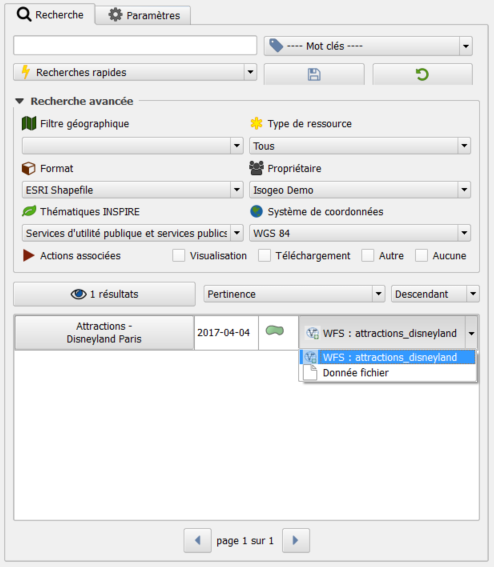 Recherche
Paramètres
---- Mot clés ----
Recherches rapides
Recherche avancée
Filtre géographique
Type de ressource
Tous
Format
Propriétaire
ESRI Shapefile
Isogeo Demo
Thématiques INSPIRE
Système de coordonnées
Services d'utilité publique et services publics
WGS 84
Actions associées
Visualisation
Téléchargement
Autre
Aucune
1 résultats
Pertinence
Descendant
Attractions -
Disneyland Paris
2017-04-04
WFS : attractions_disneyland
WFS : attractions_disneyland
Donnée fichier
page 1 sur 1